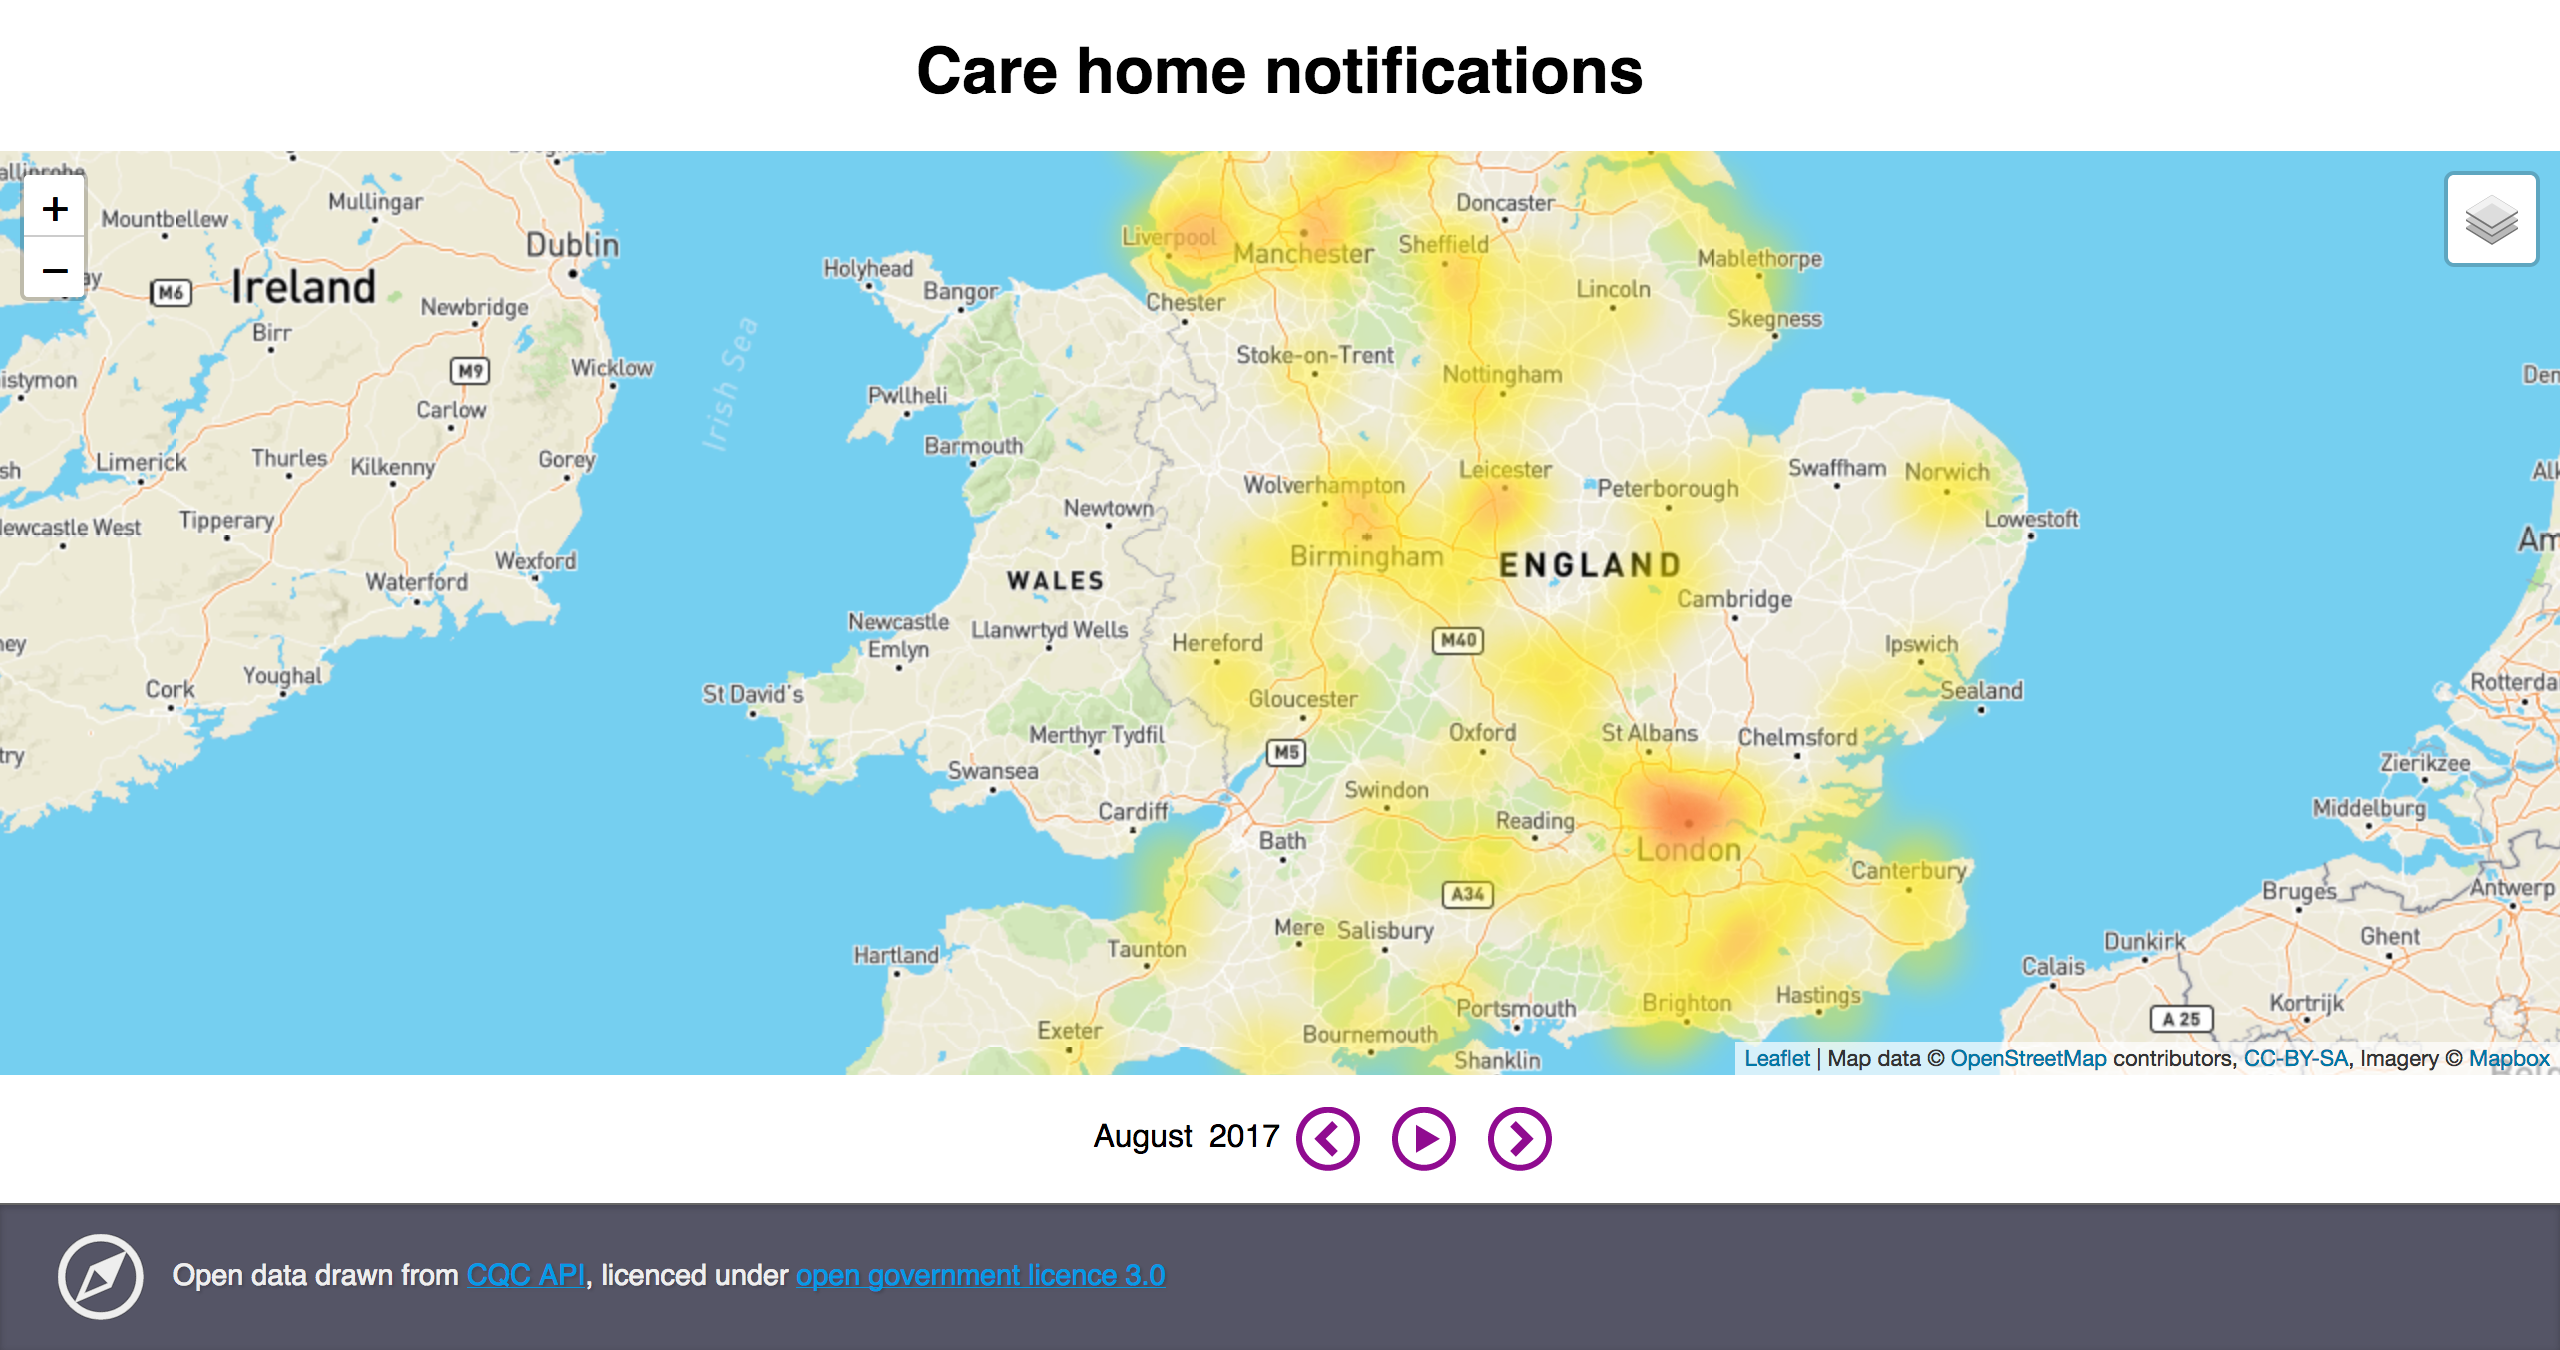 Care home notifications
+
−
Mountbellew
Mullingar
Dublin
Ireland
M6
Birr
Newbridge
M9
Wicklow
Carlow
Limerick
Thurles
Kilkenny
Gorey
Tipperary
Wexford
Waterford
Cork
Youghal
Irish Sea
Holyhead
Bangor
Pwllheli
Barmouth
Newtown
WALES
Newcastle
Emlyn
Llanwrtyd Wells
St David's
Merthyr Tydfil
Swansea
Cardiff
Liverpool
Manchester
Sheffield
Doncaster
Mablethorpe
Chester
Lincoln
Skegness
Stoke-on-Trent
Nottingham
Wolverhampton
Leicester
Peterborough
Swaffham
Norwich
Lowestoft
Birmingham
ENGLAND
Cambridge
Hereford
M40
Ipswich
Gloucester
Sealand
M5
Oxford
St Albans
Chelmsford
Swindon
Reading
London
Bath
A34
Canterbury
Mere
Salisbury
Hartland
Taunton
Exeter
Bournemouth
Portsmouth
Shanklin
Brighton
Hastings
Rotterda
Zierikzee
Middelburg
Bruges
Antwerp
Dunkirk
Ghent
Calais
Kortrijk
A 25
Leaflet | Map data © OpenStreetMap contributors, CC-BY-SA, Imagery © Mapbox
August 2017
Open data drawn from CQC API, licenced under open government licence 3.0